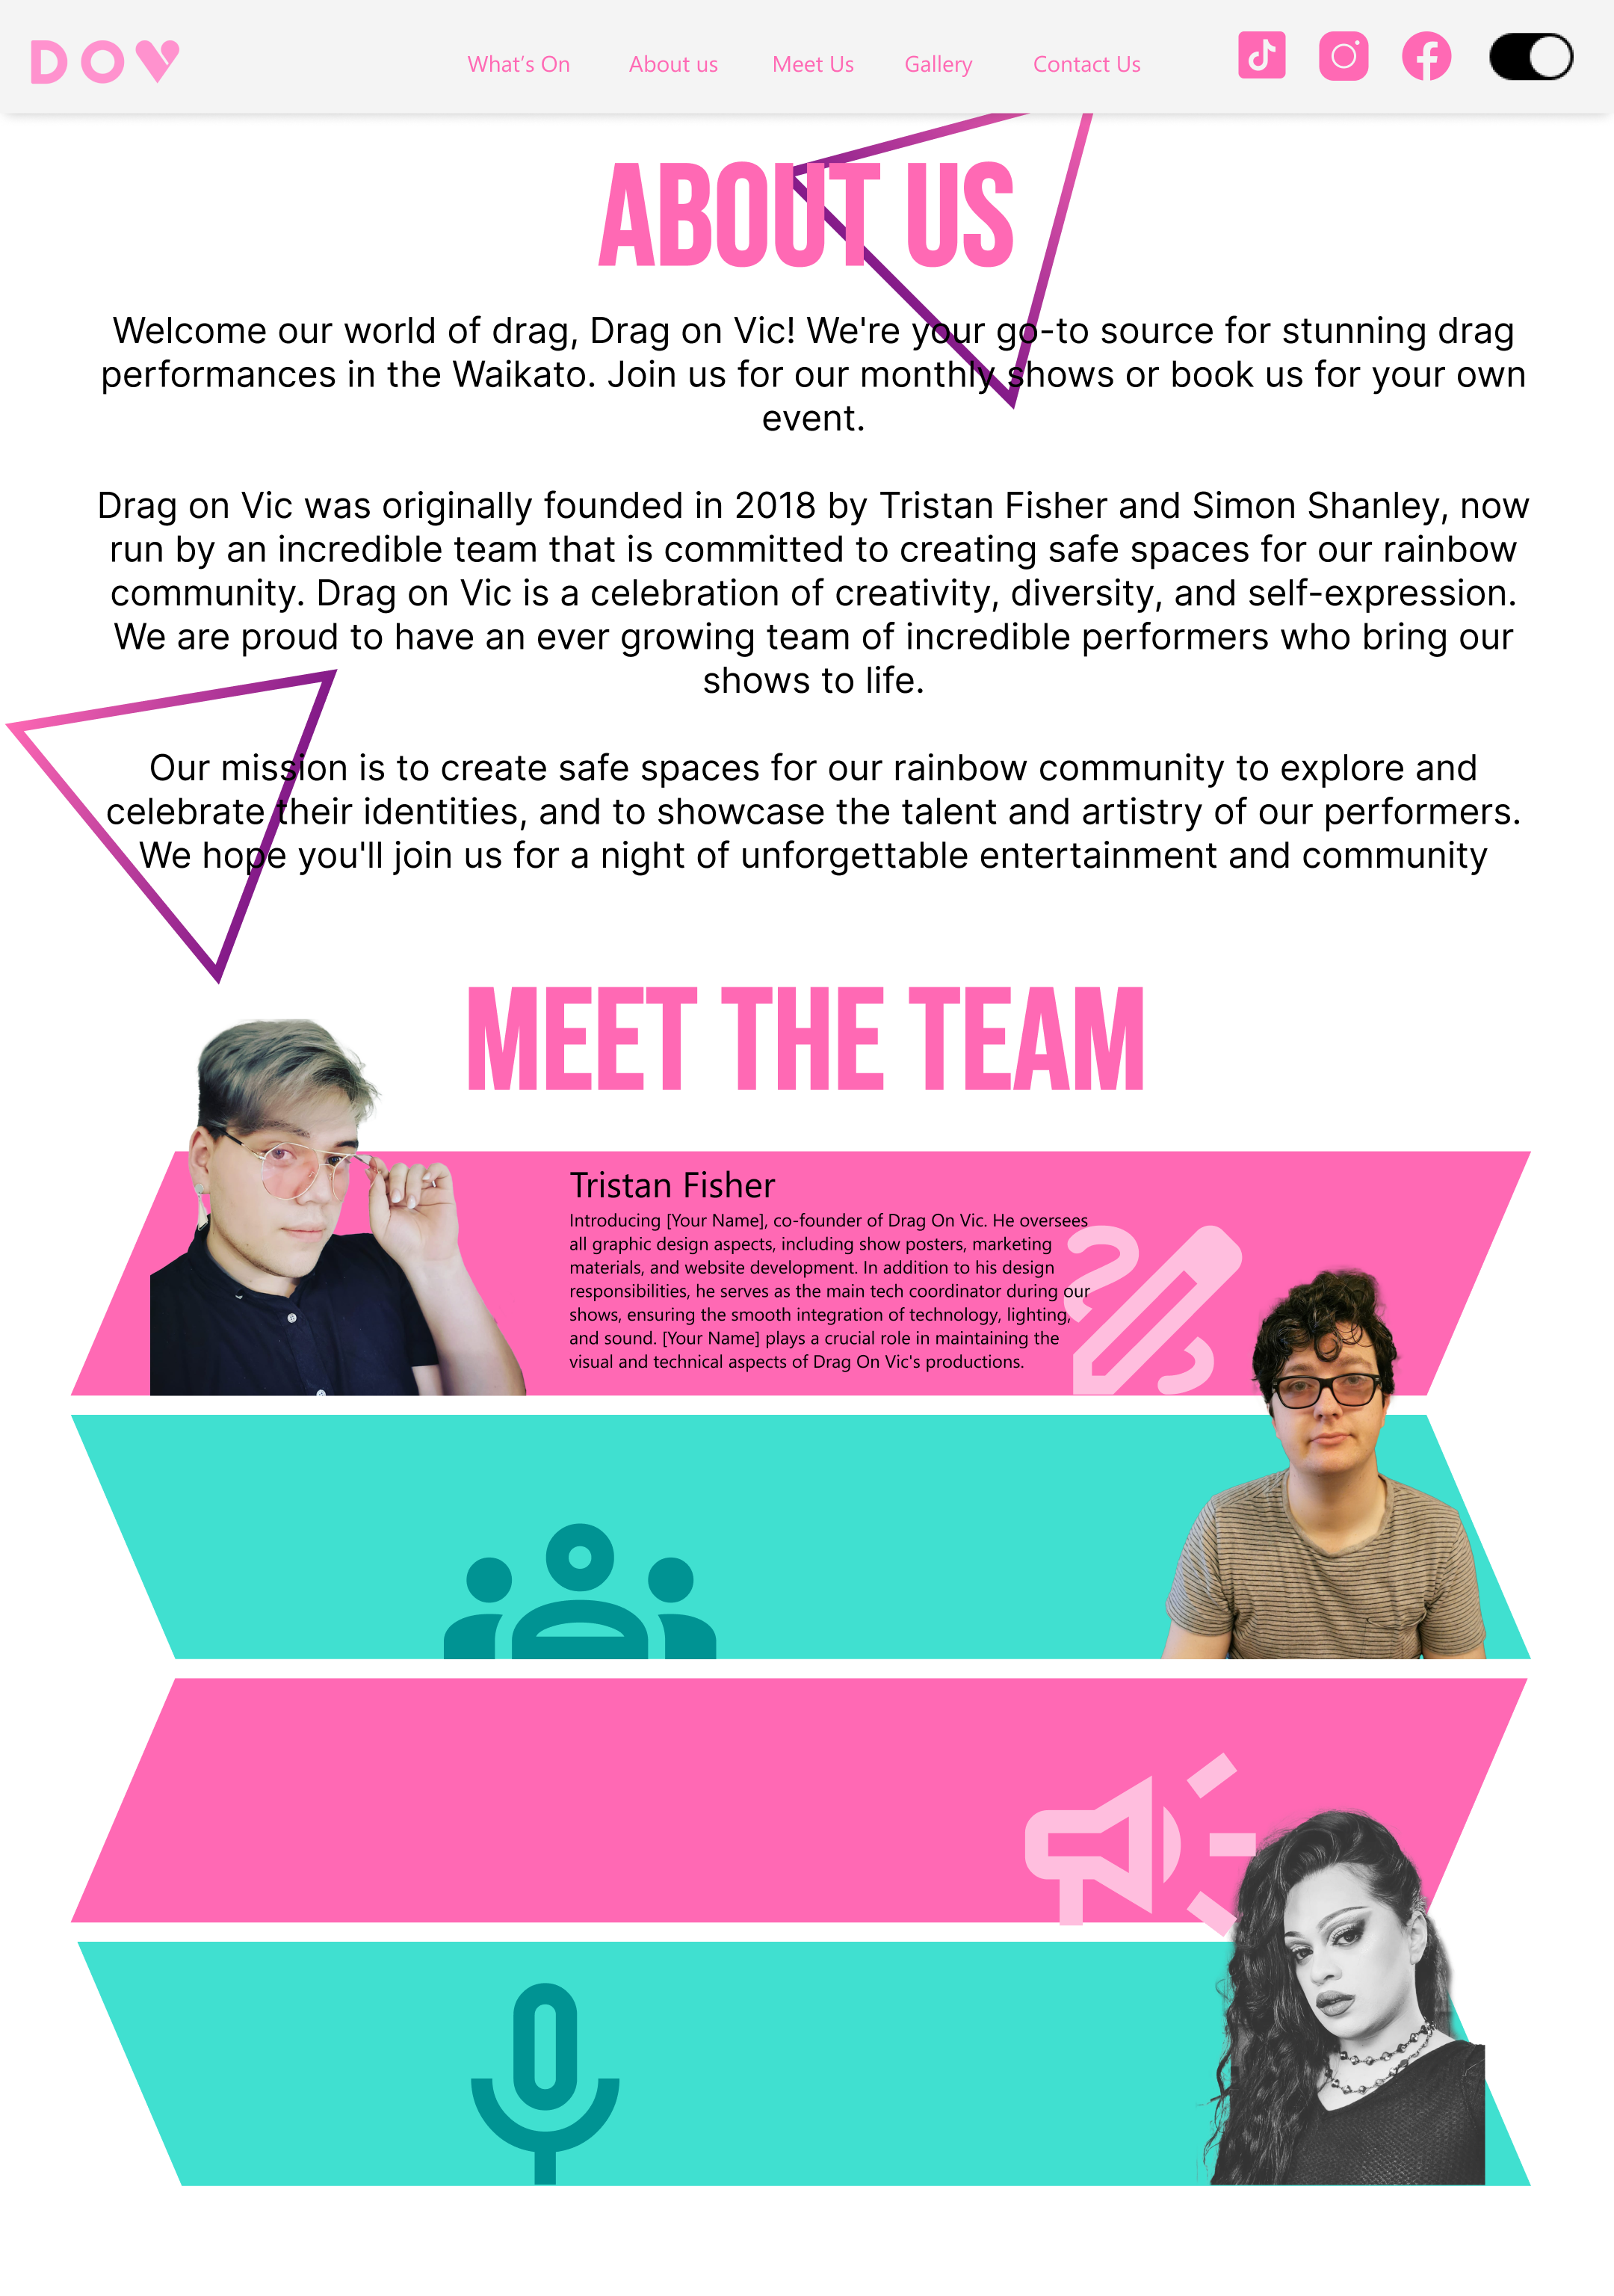 DOV
What’s On About us Meet Us Gallery Contact Us
ABOUT US
Welcome our world of drag, Drag on Vic! We're your go-to source for stunning drag
performances in the Waikato. Join us for our monthly shows or book us for your own
event.
Drag on Vic was originally founded in 2018 by Tristan Fisher and Simon Shanley, now
run by an incredible team that is committed to creating safe spaces for our rainbow
community. Drag on Vic is a celebration of creativity, diversity, and self-expression.
We are proud to have an ever growing team of incredible performers who bring our
shows to life.
Our mission is to create safe spaces for our rainbow community to explore and
celebrate their identities, and to showcase the talent and artistry of our performers.
We hope you'll join us for a night of unforgettable entertainment and community
MEET THE TEAM
Tristan Fisher
Introducing [Your Name], co-founder of Drag On Vic. He oversees
all graphic design aspects, including show posters, marketing
materials, and website development. In addition to his design
responsibilities, he serves as the main tech coordinator during our
shows, ensuring the smooth integration of technology, lighting,
and sound. [Your Name] plays a crucial role in maintaining the
visual and technical aspects of Drag On Vic's productions.